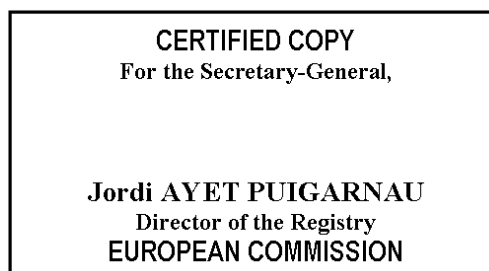 CERTIFIED COPY
For the Secretary-General,
Jordi AYET PUIGARNAU
Director of the Registry
EUROPEAN COMMISSION